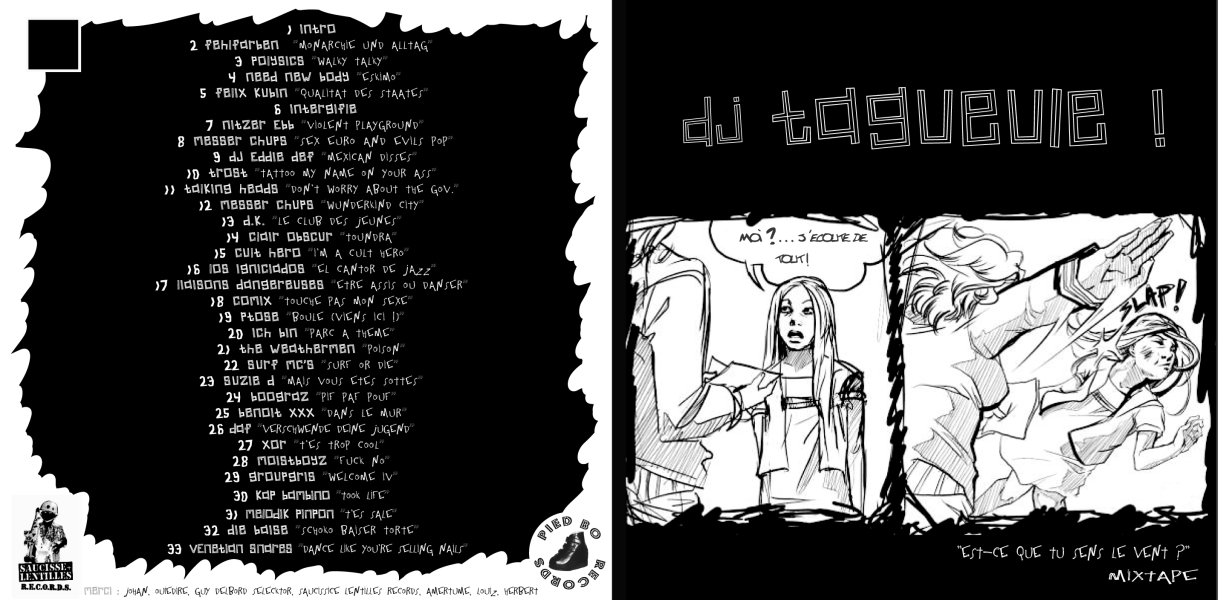 1 intro
2 fehlfarben "MONARCHIE UND ALLTAG"
3 polysics "WALKY TALKY"
4 need new body "ESKIMO"
5 felix kubin "QUALITAT DES STAATES"
6 intersifie
7 nitzer ebb "VIOLENT PLAYGROUND"
8 messer chups "SEX EURO AND EVILS POP"
9 dj eddie def "MEXICAN DISSES"
10 trost "TATTOO MY NAME ON YOUR ASS"
11 talking heads "DON'T WORRY ABOUT THE GOV."
12 messer chups "WUNDERKIND CITY"
13 d.k. "LE CLUB DES JEUNES"
14 clair obscur "TOUNDRA"
15 cult hero "I'M A CULT HERO"
16 los igniciados "EL CANTOR DE JAZZ"
17 liaisons dangereuses "ETRE ASSIS OU DANSER"
18 comix "TOUCHE PAS MON SEXE"
19 ptose "BOULE (VIENS ICI !)"
20 ich bin "PARC A THEME"
21 the weathermen "POISON"
22 surf mc's "SURF OR DIE"
23 suzie d "MAIS VOUS ETES SOTTES"
24 boograz "PIF PAF POUF"
25 benoit xxx "DANS LE MUR"
26 daf "VERSCHWENDE DEINE JUGEND"
27 xor "T'ES TROP COOL"
28 moistboyz "FUCK NO"
29 groupgris "WELCOME IV"
30 kap bambino "TOOK LIFE"
31 melodik pinpon "T'ES SALE"
32 die baise "SCHOKO BAISER TORTE"
33 venetian snares "DANCE LIKE YOU'RE SELLING NAILS"
SAUCISSE-
LENTILLES
R.E.C.O.R.D.S.
PIED BO RECORDS
merci : JOHAN, OUIEDIRE, GUY DELBORD SELECKTOR, SAUCISSE LENTILLES RECORDS, AMERTUME, LOUIZ, HERBERT
dj tagueule !
MOI ?... J'ECOUTE DE
TOUT!
SLAP!
"EST-CE QUE TU SENS LE VENT ?"
MIXTAPE